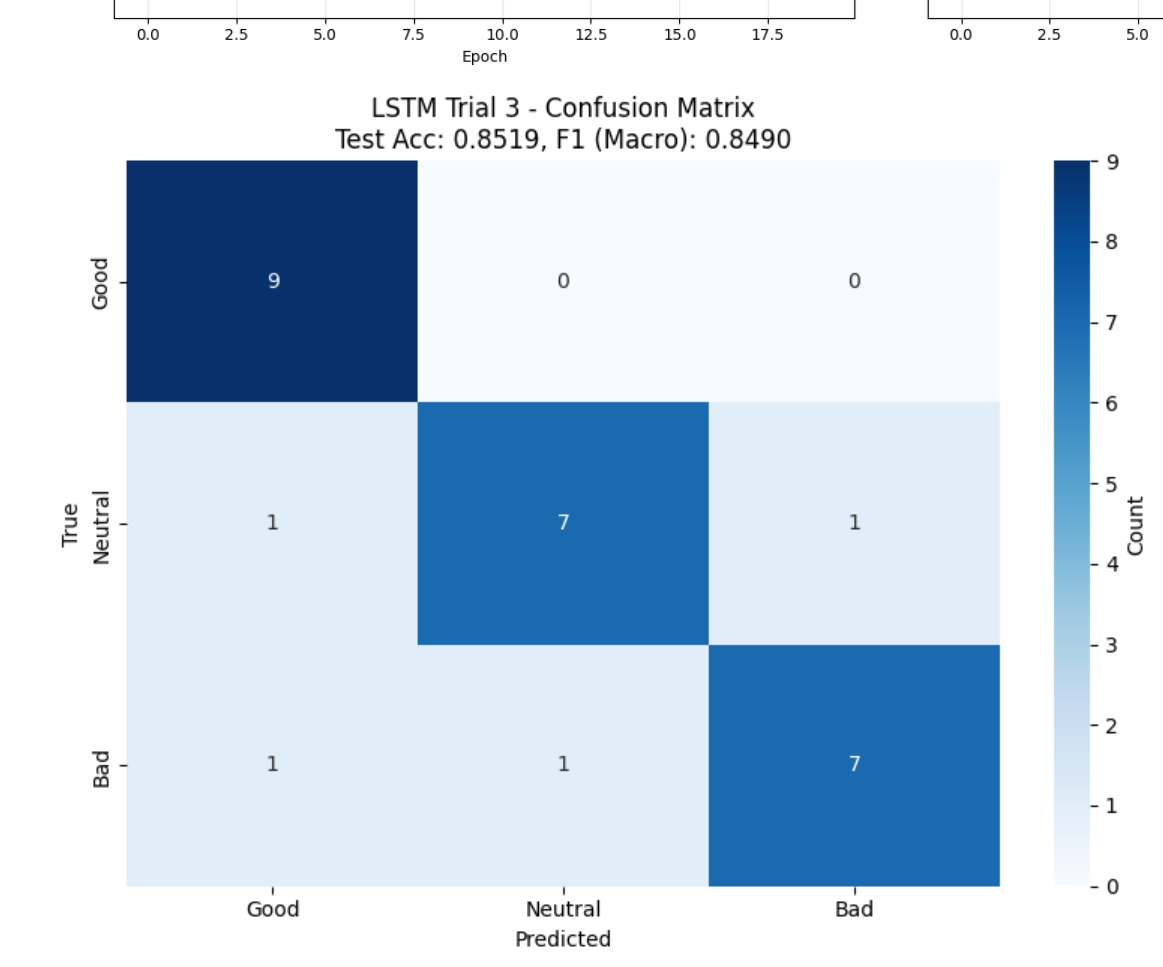 0.0 2.5 5.0 7.5 10.0 12.5 15.0 17.5
Epoch
0.0 2.5 5.0
LSTM Trial 3 - Confusion Matrix
Test Acc: 0.8519, F1 (Macro): 0.8490
True
Good
9 0 0
Neutral
1 7 1
Bad
1 1 7
Good Neutral Bad
Predicted
9
8
7
6
5
4
3
2
1
0
Count